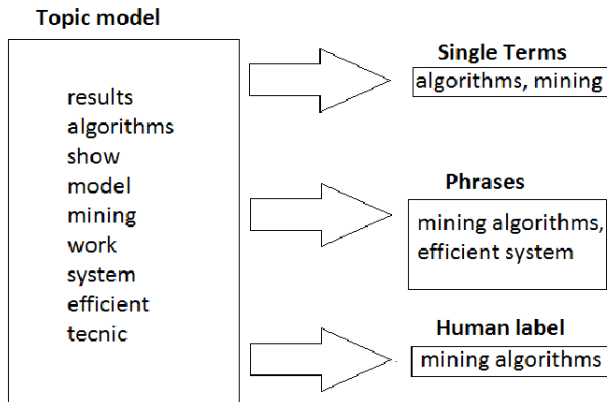 Topic model
results
algorithms
show
model
mining
work
system
efficient
tecnic
Single Terms
algorithms, mining
Phrases
mining algorithms,
efficient system
Human label
mining algorithms